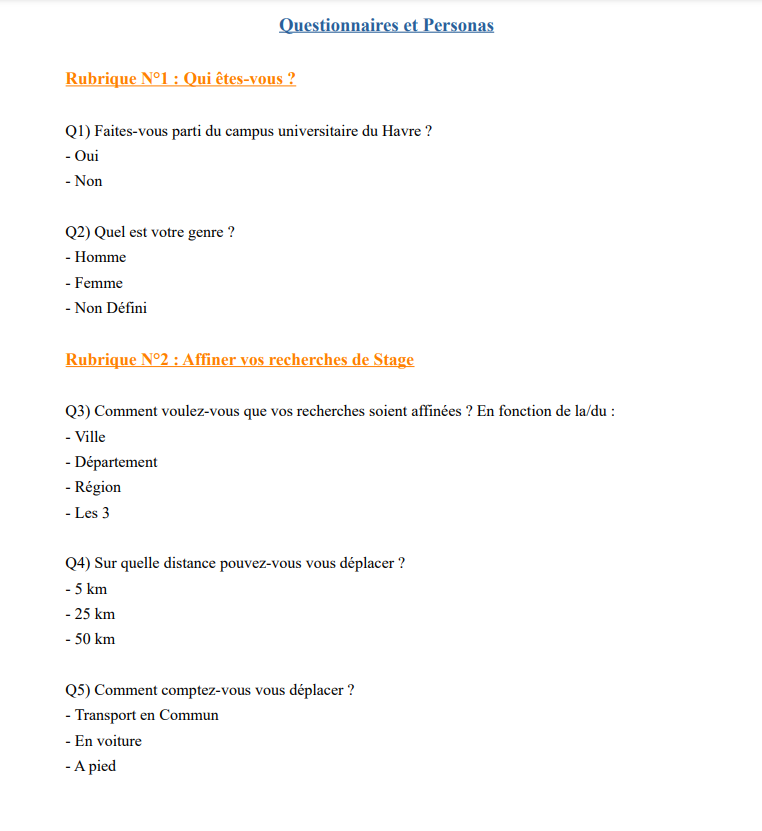 Questionnaires et Personas
Rubrique N°1 : Qui êtes-vous ?
Q1) Faites-vous parti du campus universitaire du Havre ?
- Oui
- Non
Q2) Quel est votre genre ?
- Homme
- Femme
- Non Défini
Rubrique N°2 : Affiner vos recherches de Stage
Q3) Comment voulez-vous que vos recherches soient affinées ? En fonction de la/du :
- Ville
- Département
- Région
- Les 3
Q4) Sur quelle distance pouvez-vous vous déplacer ?
- 5 km
- 25 km
- 50 km
Q5) Comment comptez-vous vous déplacer ?
- Transport en Commun
- En voiture
- A pied